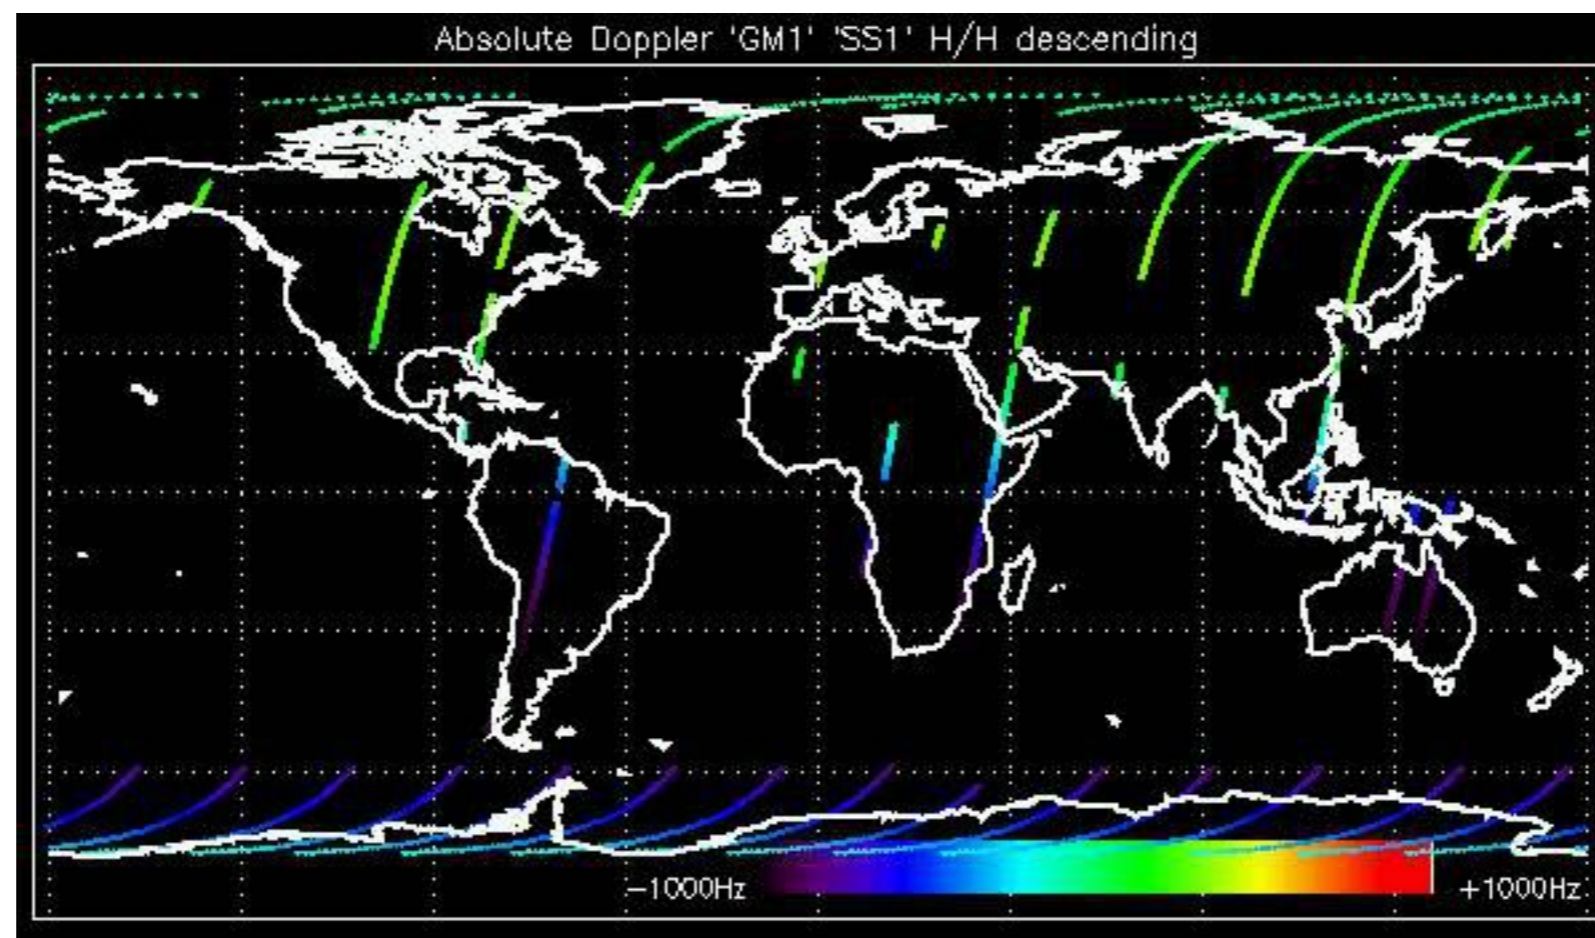 Absolute Doppler 'GM1' 'SS1' H/H descending
−1000Hz
+1000Hz